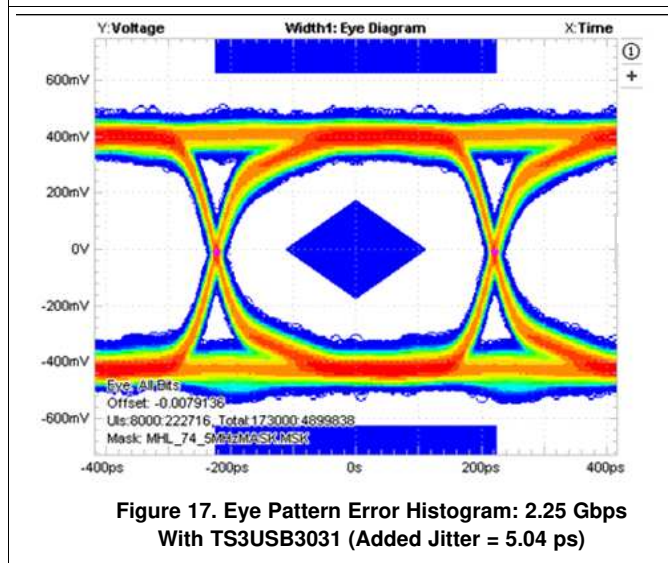 Y:Voltage Width1: Eye Diagram X:Time
600mV
400mV
200mV
0V
-200mV
-400mV
-600mV
Eye: All Bits
Offset: -0.0079136
UIs:8000:222716, Total:173000:4899838
Mask: MHL_74_5MHzMASK.MSK
-400ps -200ps 0s 200ps 400ps
Figure 17. Eye Pattern Error Histogram: 2.25 Gbps
With TS3USB3031 (Added Jitter = 5.04 ps)